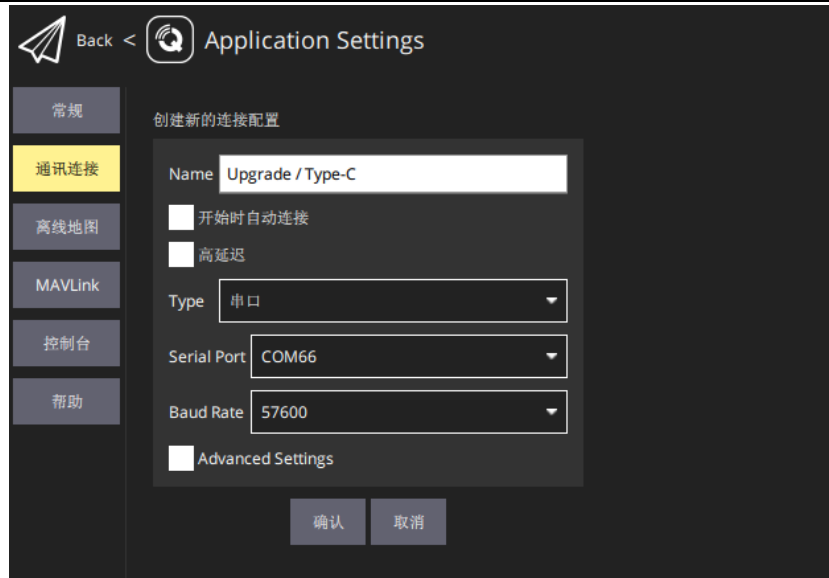 Back < Application Settings
常规
通讯连接
离线地图
MAVLink
控制台
帮助
创建新的连接配置
Name Upgrade / Type-C
开始时自动连接
高延迟
Type 串口
Serial Port COM66
Baud Rate 57600
Advanced Settings
确认 取消